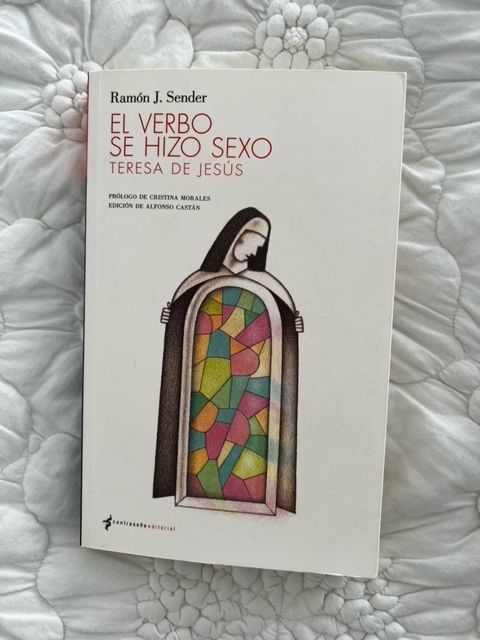 Ramón J. Sender
EL VERBO
SE HIZO SEXO
TERESA DE JESÚS
PRÓLOGO DE CRISTINA MORALES
EDICIÓN DE ALFONSO CASTÁN
contraseñaeditorial